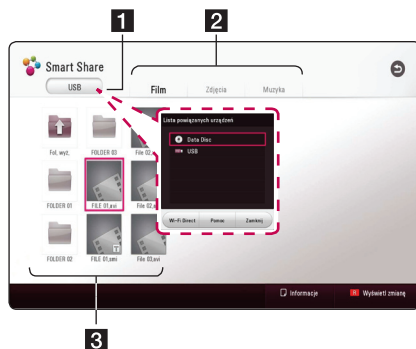 1
2
Smart Share
USB
Film
Zdjęcia
Muzyka
Lista powiązanych urządzeń
Data Disc
USB
Wi-Fi Direct
Pomoc
Zamknij
Fol. wyż.
FOLDER 03
File 02.
FOLDER 01
FILE 01.avi
File 02.
FOLDER 02
FILE 01.smi
File 03.avi
T
Informacje
R Wyświetl zmianę
3